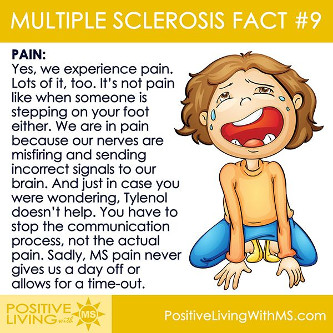 MULTIPLE SCLEROSIS FACT #9
PAIN:
Yes, we experience pain.
Lots of it, too. It's not pain
like when someone is
stepping on your foot
either. We are in pain
because our nerves are
misfiring and sending
incorrect signals to our
brain. And just in case you
were wondering, Tylenol
doesn't help. You have to
stop the communication
process, not the actual
pain. Sadly, MS pain never
gives us a day off or
allows for a time-out.
POSITIVE
LIVING with MS
PositiveLivingWithMS.com